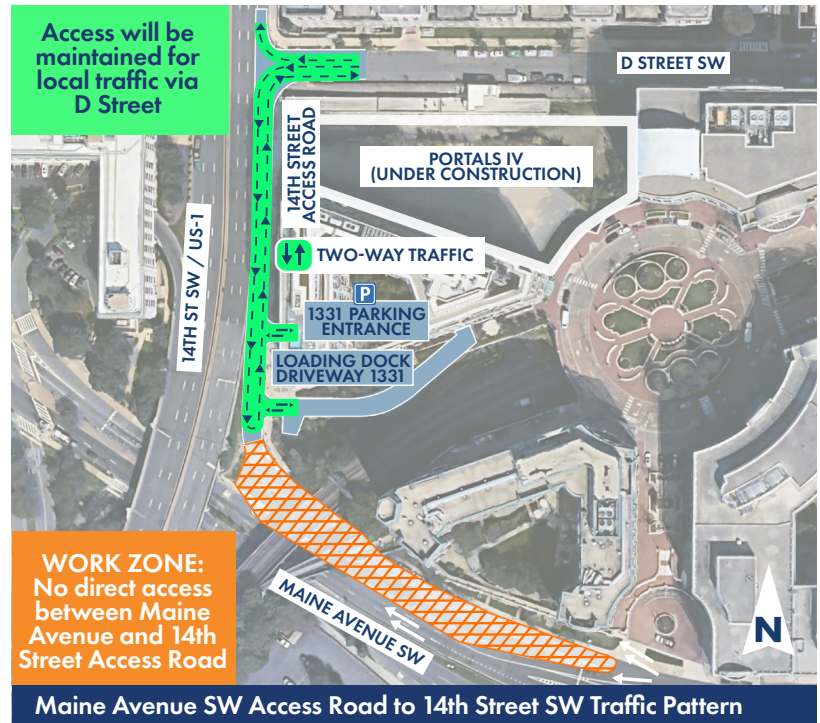 Access will be
maintained for
local traffic via
D Street
D STREET SW
14TH STREET
ACCESS ROAD
PORTALS IV
(UNDER CONSTRUCTION)
TWO-WAY TRAFFIC
14TH ST SW / US-1
P
1331 PARKING
ENTRANCE
LOADING DOCK
DRIVEWAY 1331
WORK ZONE:
No direct access
between Maine
Avenue and 14th
Street Access Road
MAINE AVENUE SW
N
Maine Avenue SW Access Road to 14th Street SW Traffic Pattern